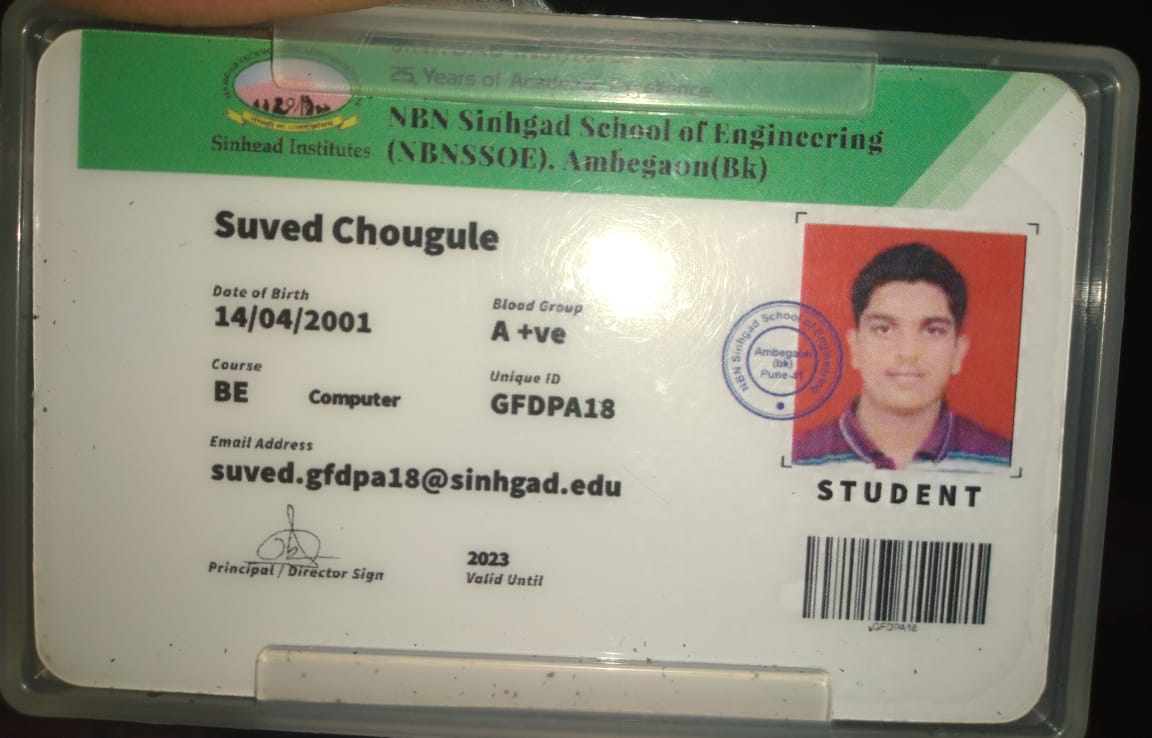 25 Years of Academic Excellence
NBN Sinhgad School of Engineering
Sinhgad Institutes
(NBNSSOE). Ambegaon(Bk)
Suved Chougule
Date of Birth
14/04/2001
Blood Group
A +ve
Course
BE Computer
Unique ID
GFDPA18
Email Address
suved.gfdpa18@sinhgad.edu
Principal / Director Sign
2023
Valid Until
NBN Sinhgad School of Engineering
Ambegaon
(bk)
Pune-41
STUDENT
GFDPA18